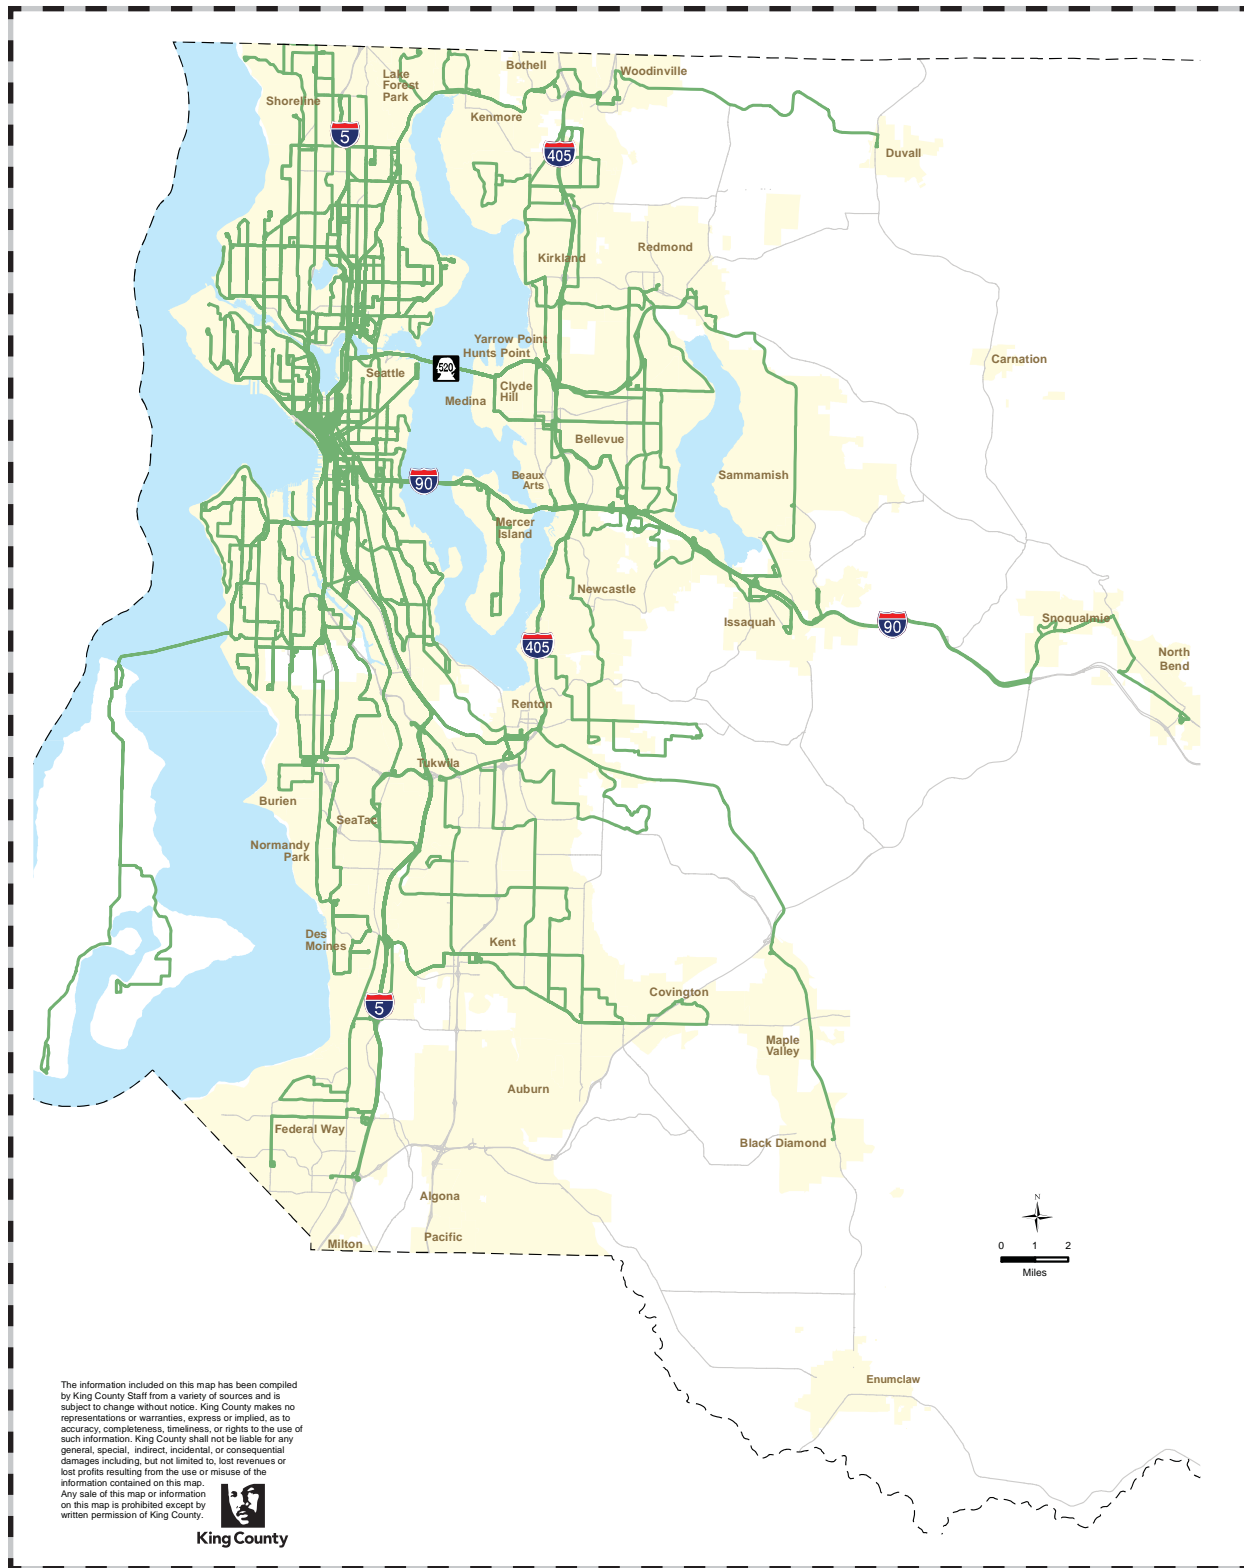 Bothell
Woodinville
Lake
Forest
Park
Shoreline
Kenmore
5
405
Duvall
Redmond
Kirkland
Yarrow Point
Hunts Point
Carnation
520
Seattle
Clyde
Hill
Medina
Bellevue
Beaux
Arts
Sammamish
90
Mercer
Island
Newcastle
Issaquah
90
Snoqualmie
405
North
Bend
Renton
Tukwila
Burien
SeaTac
Normandy
Park
Des
Moines
Kent
Covington
5
Maple
Valley
Auburn
Federal Way
Black Diamond
Algona
Pacific
Milton
N
0 1 2
Miles
Enumclaw
The information included on this map has been compiled
by King County Staff from a variety of sources and is
subject to change without notice. King County makes no
representations or warranties, express or implied, as to
accuracy, completeness, timeliness, or rights to the use of
such information. King County shall not be liable for any
general, special, indirect, incidental, or consequential
damages including, but not limited to, lost revenues or
lost profits resulting from the use or misuse of the
information contained on this map.
Any sale of this map or information
on this map is prohibited except by
written permission of King County.
King County